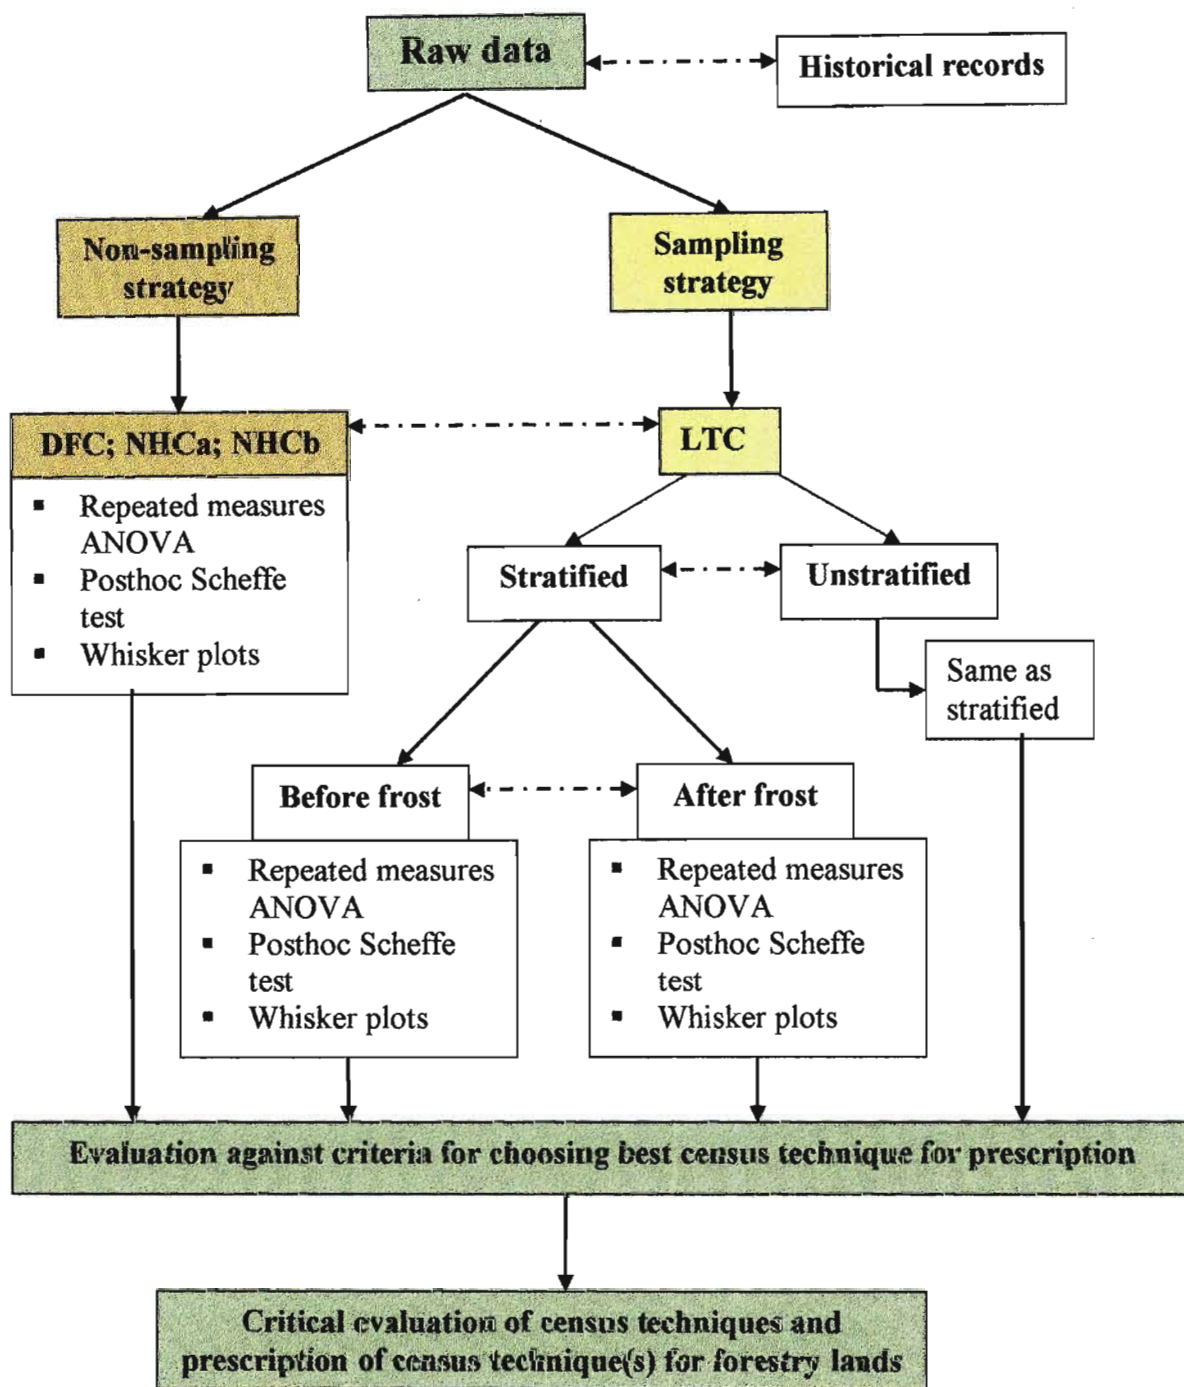 Raw data
Historical records
Non-sampling
strategy
Sampling
strategy
DFC; NHCa; NHCb
▪ Repeated measures
ANOVA
▪ Posthoc Scheffe
test
▪ Whisker plots
LTC
Stratified
Unstratified
Same as
stratified
Before frost
▪ Repeated measures
ANOVA
▪ Posthoc Scheffe
test
▪ Whisker plots
After frost
▪ Repeated measures
ANOVA
▪ Posthoc Scheffe
test
▪ Whisker plots
Evaluation against criteria for choosing best census technique for prescription
Critical evaluation of census techniques and
prescription of census technique(s) for forestry lands